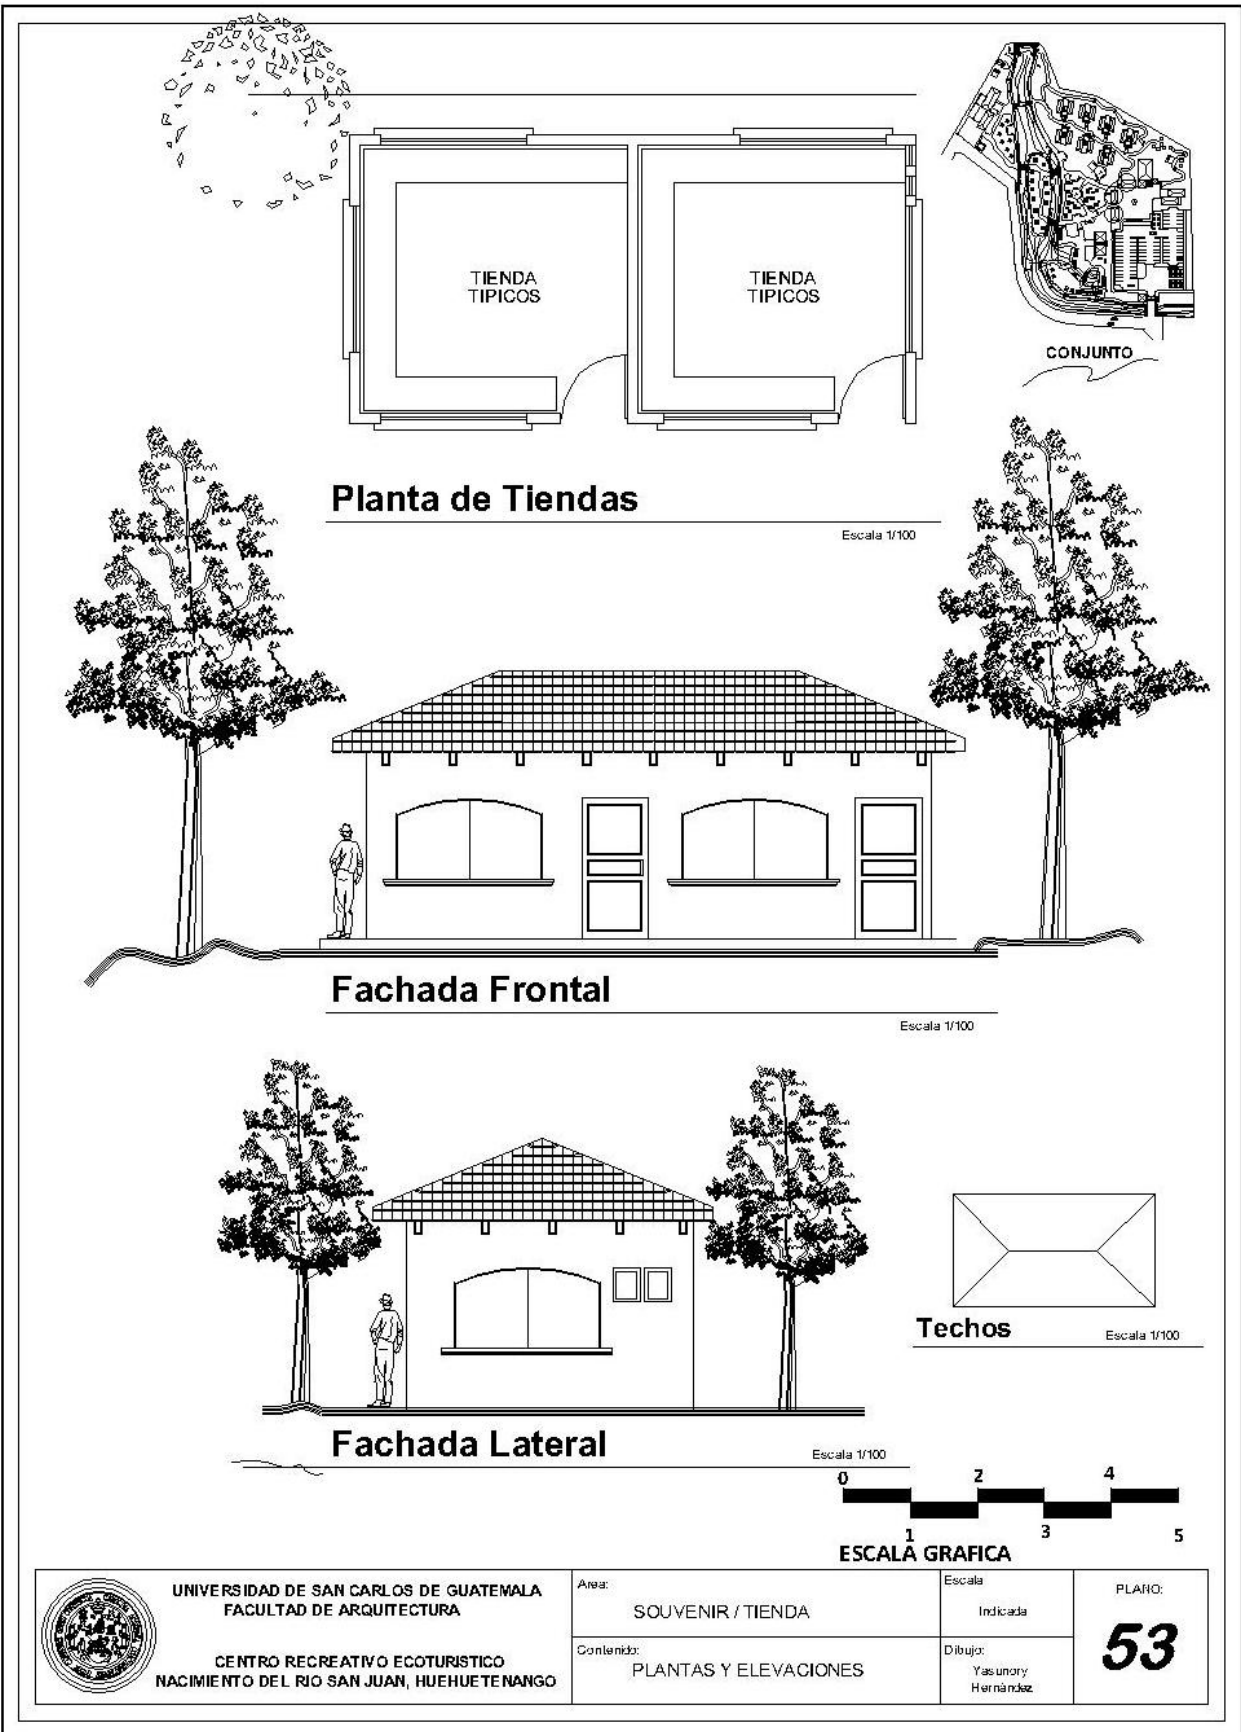 TIENDA
TIPICOS
TIENDA
TIPICOS
CONJUNTO
Planta de Tiendas
Escala 1/100
Fachada Frontal
Escala 1/100
Techos
Escala 1/100
Fachada Lateral
Escala 1/100
0 2 4
1 3 5
ESCALA GRAFICA
UNIVERSIDAD DE SAN CARLOS DE GUATEMALA
FACULTAD DE ARQUITECTURA
CENTRO RECREATIVO ECOTURISTICO
NACIMIENTO DEL RIO SAN JUAN, HUEHUETENANGO
Area:
SOUVENIR / TIENDA
Contenido:
PLANTAS Y ELEVACIONES
Escala
Indicada
Dibujo:
Yasunory
Hernández
PLANO:
53